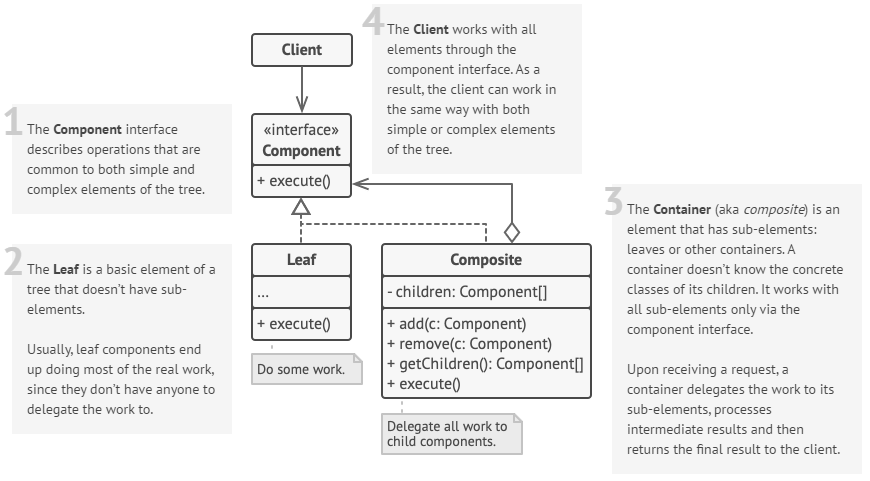 4
The Client works with all
elements through the
component interface. As a
result, the client can work in
the same way with both
simple or complex elements
of the tree.
Client
1
The Component interface
describes operations that are
common to both simple and
complex elements of the tree.
«interface»
Component
+ execute()
3
The Container (aka composite) is an
element that has sub-elements:
leaves or other containers. A
container doesn’t know the concrete
classes of its children. It works with
all sub-elements only via the
component interface.
Upon receiving a request, a
container delegates the work to its
sub-elements, processes
intermediate results and then
returns the final result to the client.
2
The Leaf is a basic element of a
tree that doesn’t have sub-
elements.
Usually, leaf components end
up doing most of the real work,
since they don’t have anyone to
delegate the work to.
Leaf
...
+ execute()
Do some work.
Composite
- children: Component[]
+ add(c: Component)
+ remove(c: Component)
+ getChildren(): Component[]
+ execute()
Delegate all work to
child components.